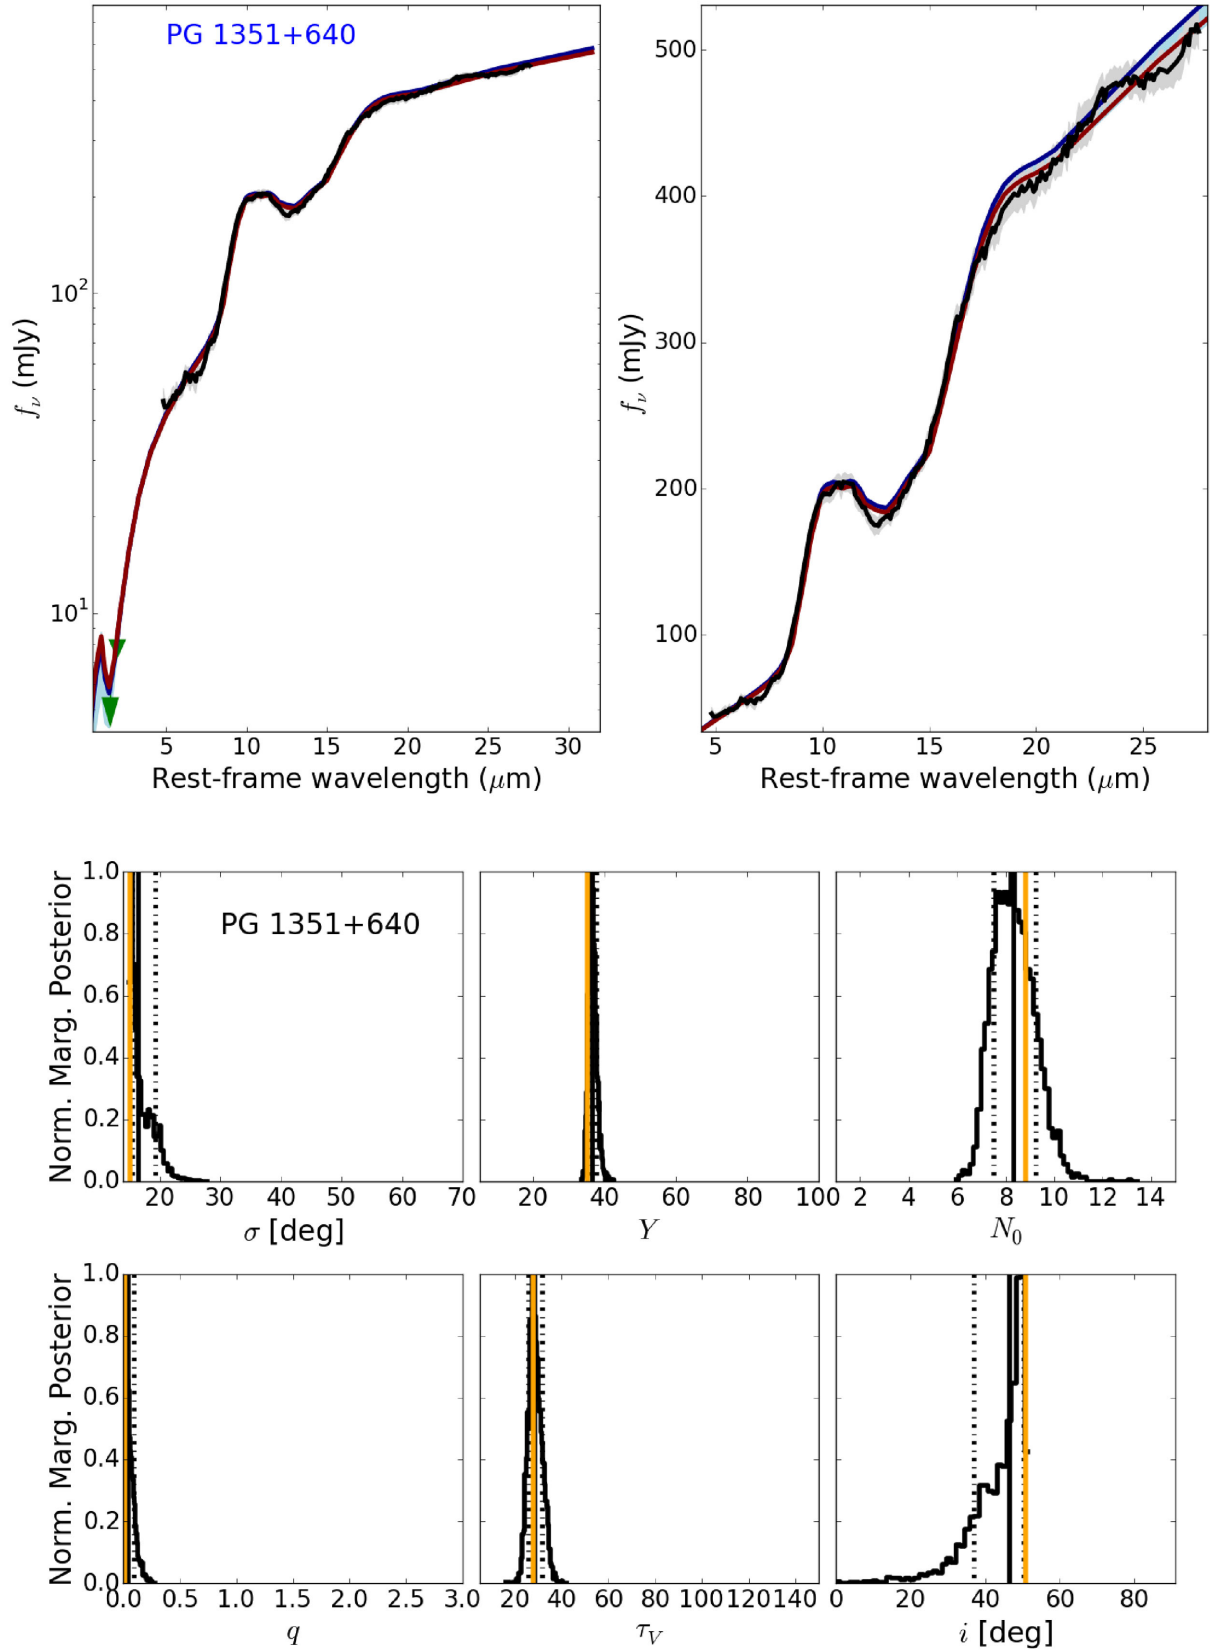 PG 1351+640
10²
10¹
f_ν (mJy)
5 10 15 20 25 30
Rest-frame wavelength (μm)
500
400
300
200
100
f_ν (mJy)
5 10 15 20 25
Rest-frame wavelength (μm)
PG 1351+640
Norm. Marg. Posterior
1.0
0.8
0.6
0.4
0.2
0.0
20 30 40 50 60 70
σ [deg]
20 40 60 80 100
Y
0 2 4 6 8 10 12 14
N₀
Norm. Marg. Posterior
1.0
0.8
0.6
0.4
0.2
0.0
0.0 0.5 1.0 1.5 2.0 2.5 3.0
q
20 40 60 80 100 120 140
τ_V
0 20 40 60 80
i [deg]